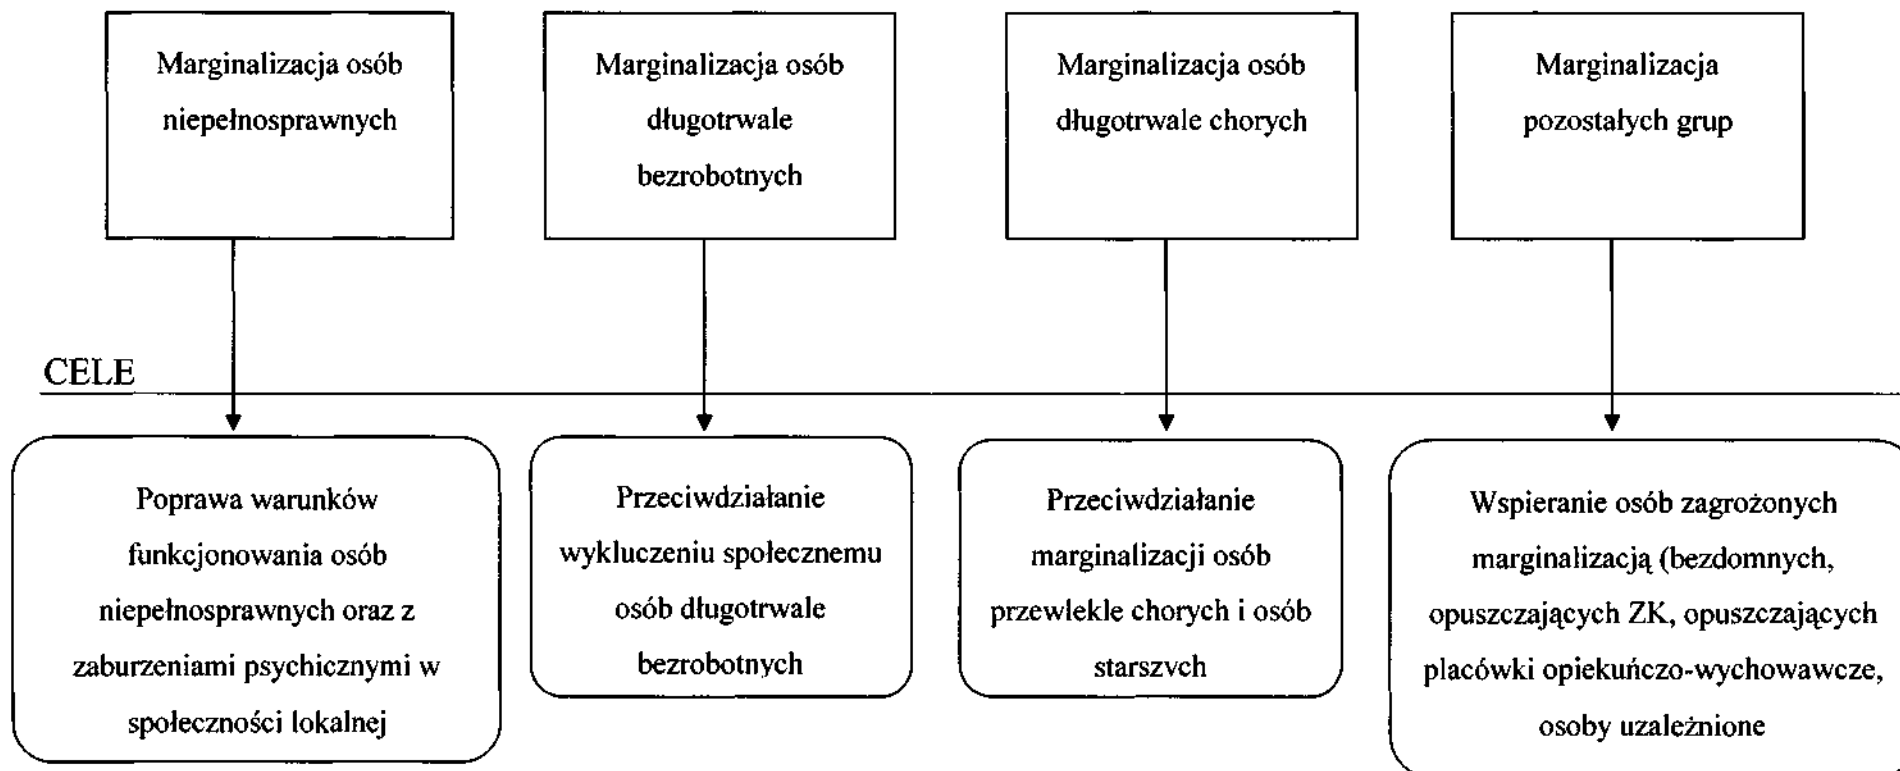 Marginalizacja osób
niepełnosprawnych
Marginalizacja osób
długotrwale
bezrobotnych
Marginalizacja osób
długotrwale chorych
Marginalizacja
pozostałych grup
CELE
Poprawa warunków
funkcjonowania osób
niepełnosprawnych oraz z
zaburzeniami psychicznymi w
społeczności lokalnej
Przeciwdziałanie
wykluczeniu społecznemu
osób długotrwale
bezrobotnych
Przeciwdziałanie
marginalizacji osób
przewlekle chorych i osób
starszych
Wspieranie osób zagrożonych
marginalizacją (bezdomnych,
opuszczających ZK, opuszczających
placówki opiekuńczo-wychowawcze,
osoby uzależnione